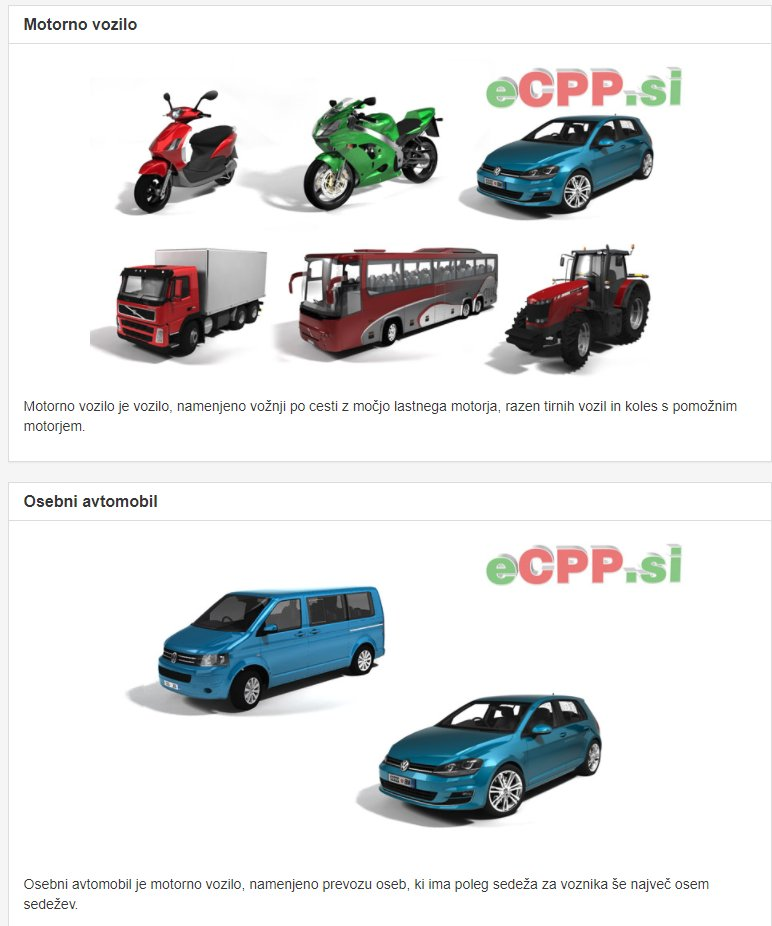 Motorno vozilo
eCPP.si
Motorno vozilo je vozilo, namenjeno vožnji po cesti z močjo lastnega motorja, razen tirnih vozil in koles s pomožnim
motorjem.
Osebni avtomobil
eCPP.si
Osebni avtomobil je motorno vozilo, namenjeno prevozu oseb, ki ima poleg sedeža za voznika še največ osem
sedežev.